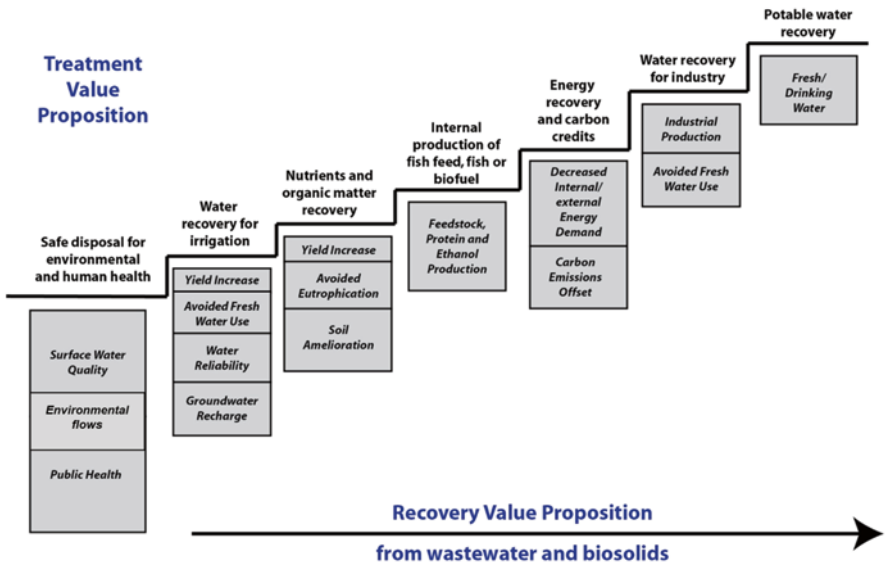 Treatment
Value
Proposition
Safe disposal for
environmental
and human health
Surface Water
Quality
Environmental
flows
Public Health
Water
recovery for
irrigation
Yield Increase
Avoided Fresh
Water Use
Water
Reliability
Groundwater
Recharge
Nutrients and
organic matter
recovery
Yield Increase
Avoided
Eutrophication
Soil
Amelioration
Internal
production of
fish feed, fish or
biofuel
Feedstock,
Protein and
Ethanol
Production
Energy
recovery
and carbon
credits
Decreased
Internal/
external
Energy
Demand
Carbon
Emissions
Offset
Water recovery
for industry
Industrial
Production
Avoided Fresh
Water Use
Potable water
recovery
Fresh/
Drinking
Water
Recovery Value Proposition
from wastewater and biosolids